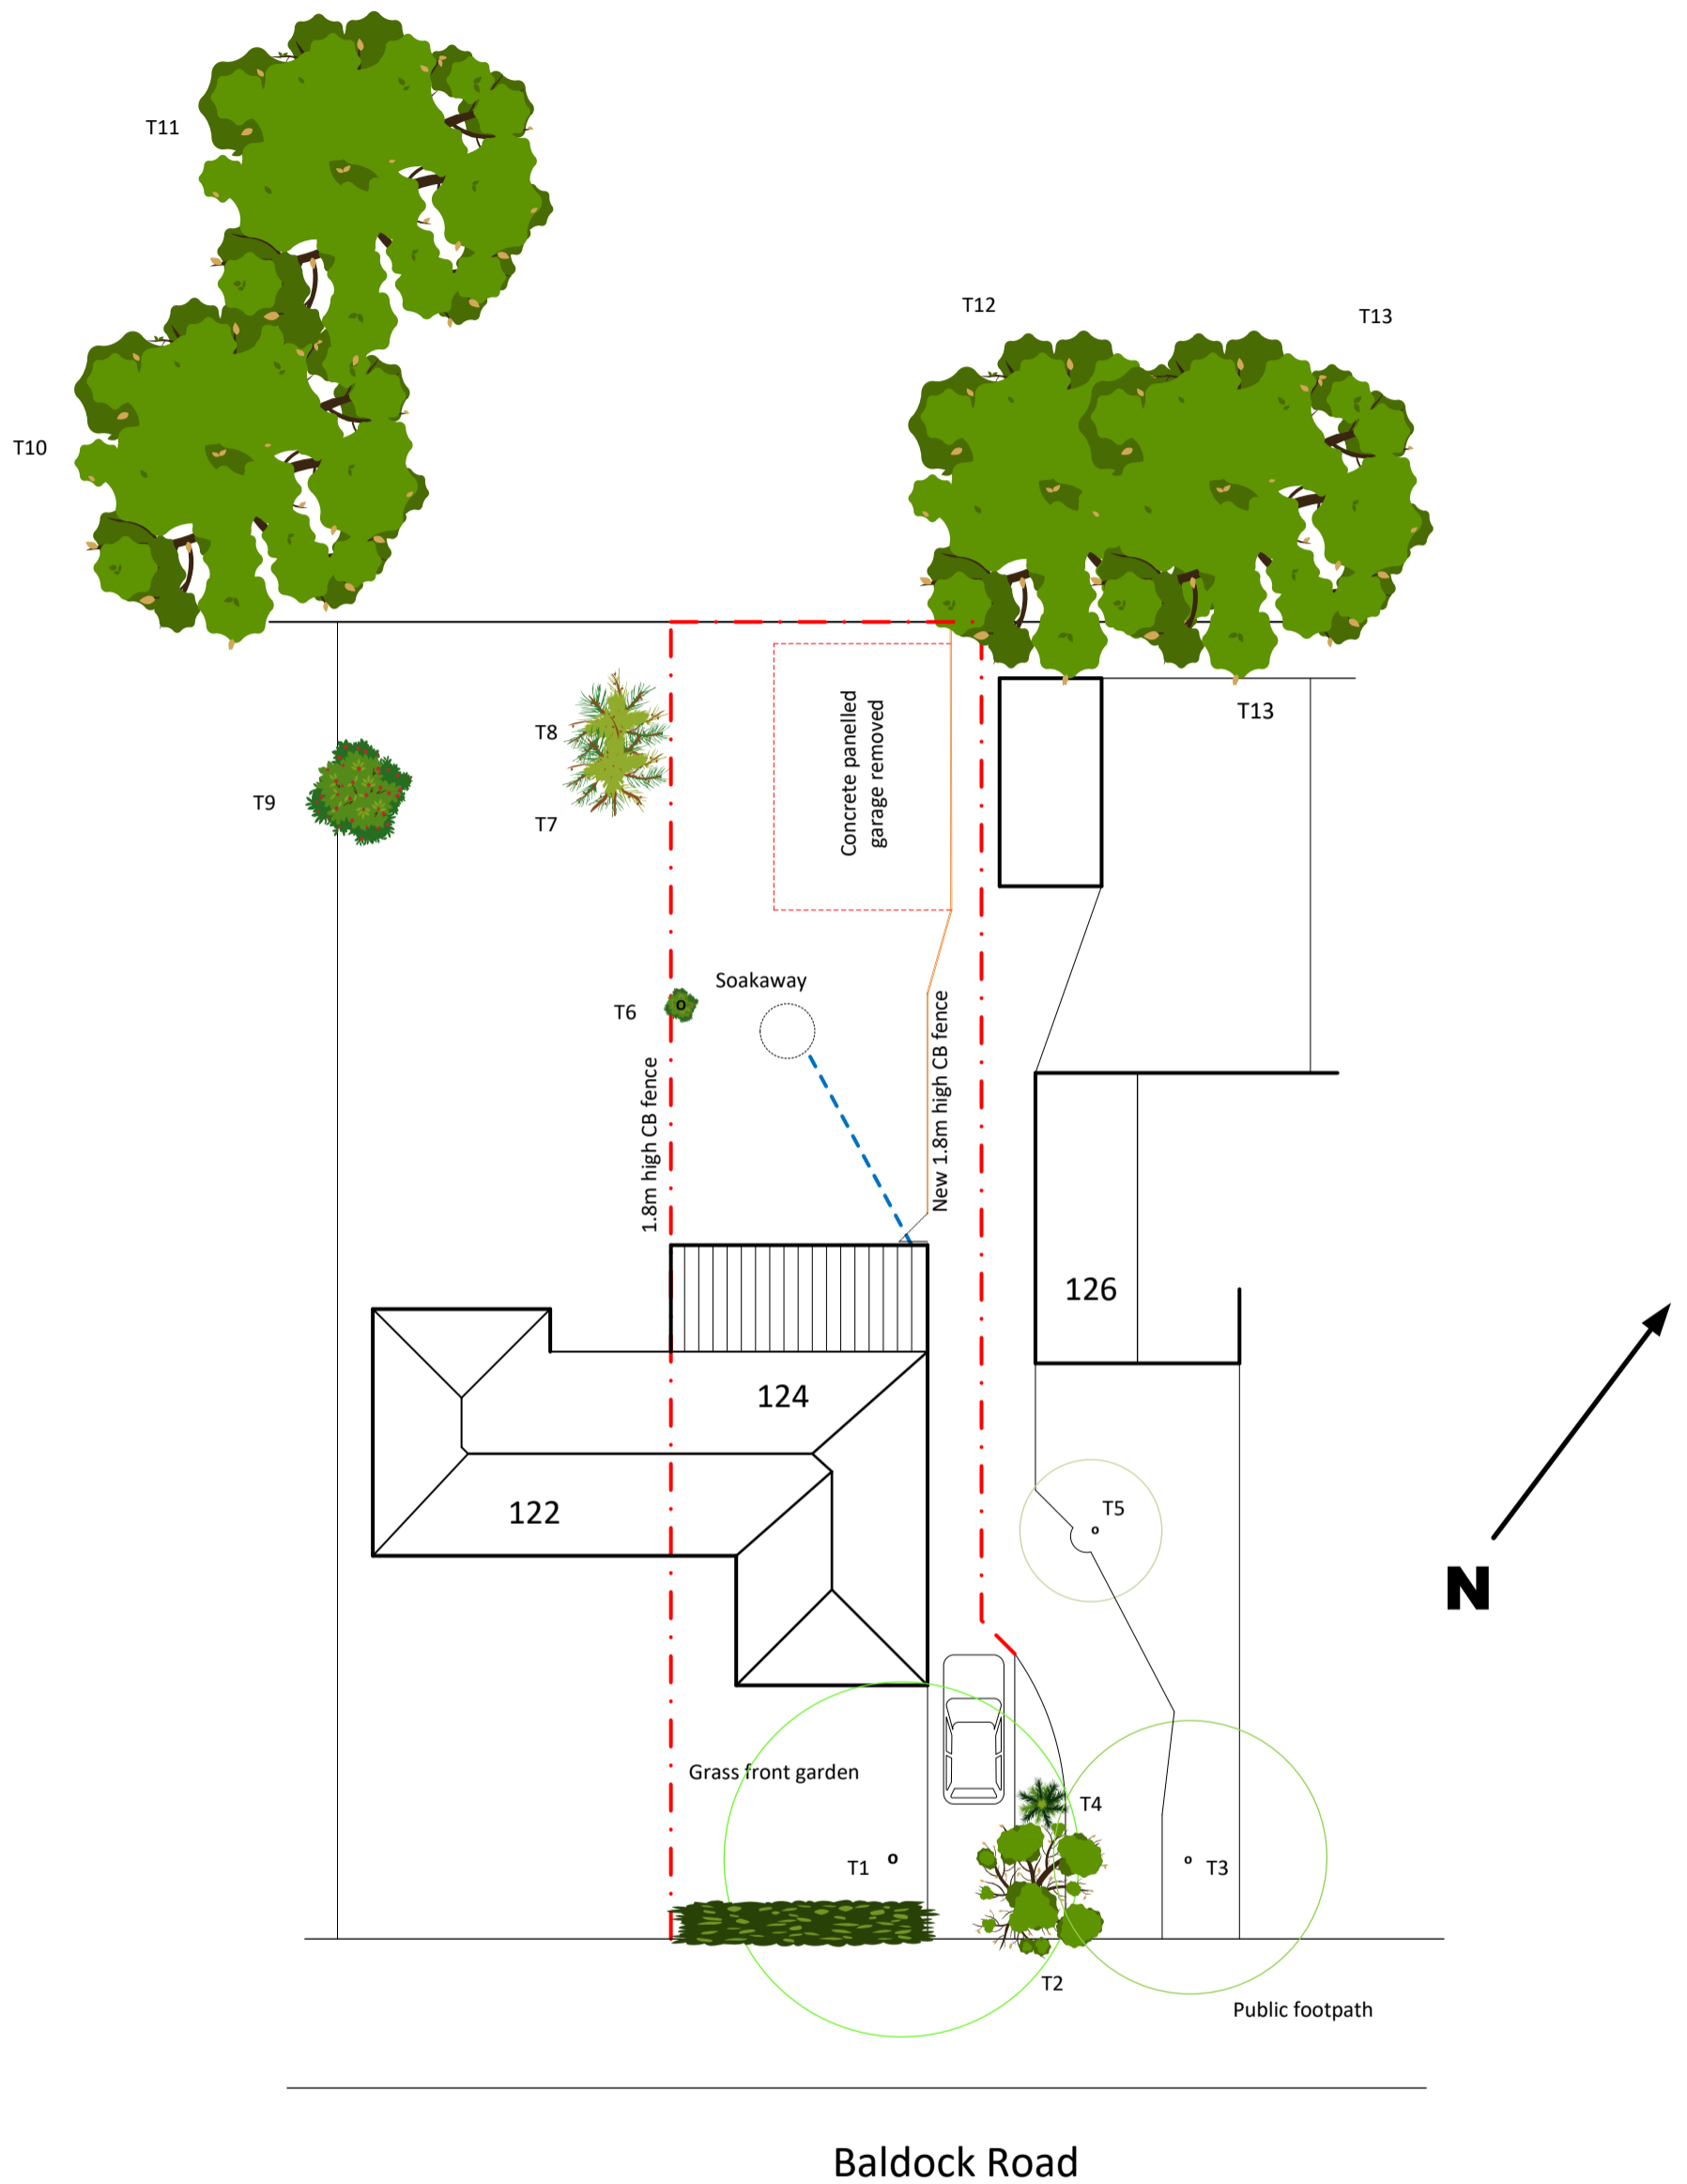 T11
T12
T13
T10
T13
T8
Concrete panelled
garage removed
T9
T7
Soakaway
T6
1.8m high CB fence
New 1.8m high CB fence
126
124
122
T5
N
Grass front garden
T4
T1
T3
T2
Public footpath
Baldock Road